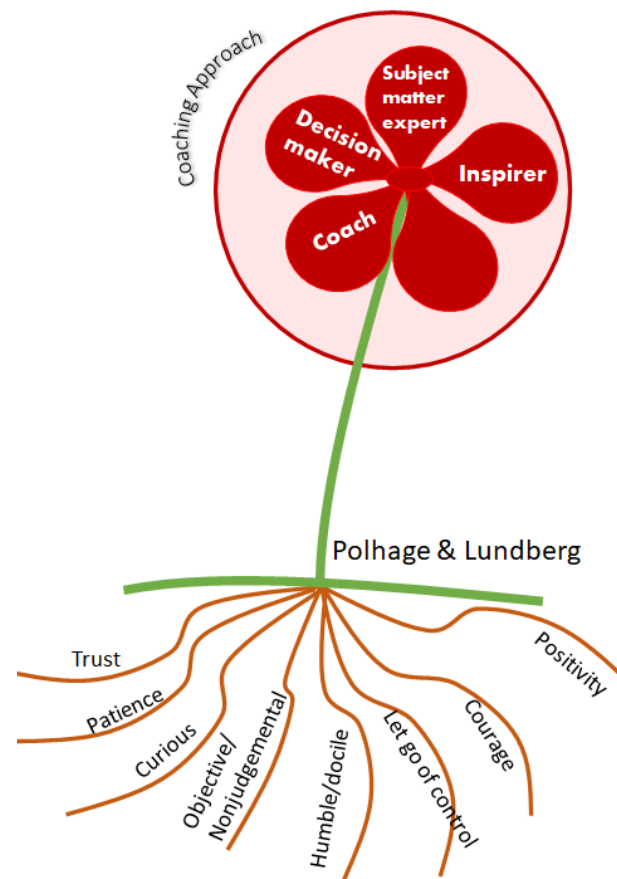 Coaching Approach
Subject
matter
expert
Decision
maker
Inspirer
Coach
Polhage & Lundberg
Trust
Patience
Curious
Objective/
Nonjudgemental
Humble/docile
Let go of control
Courage
Positivity